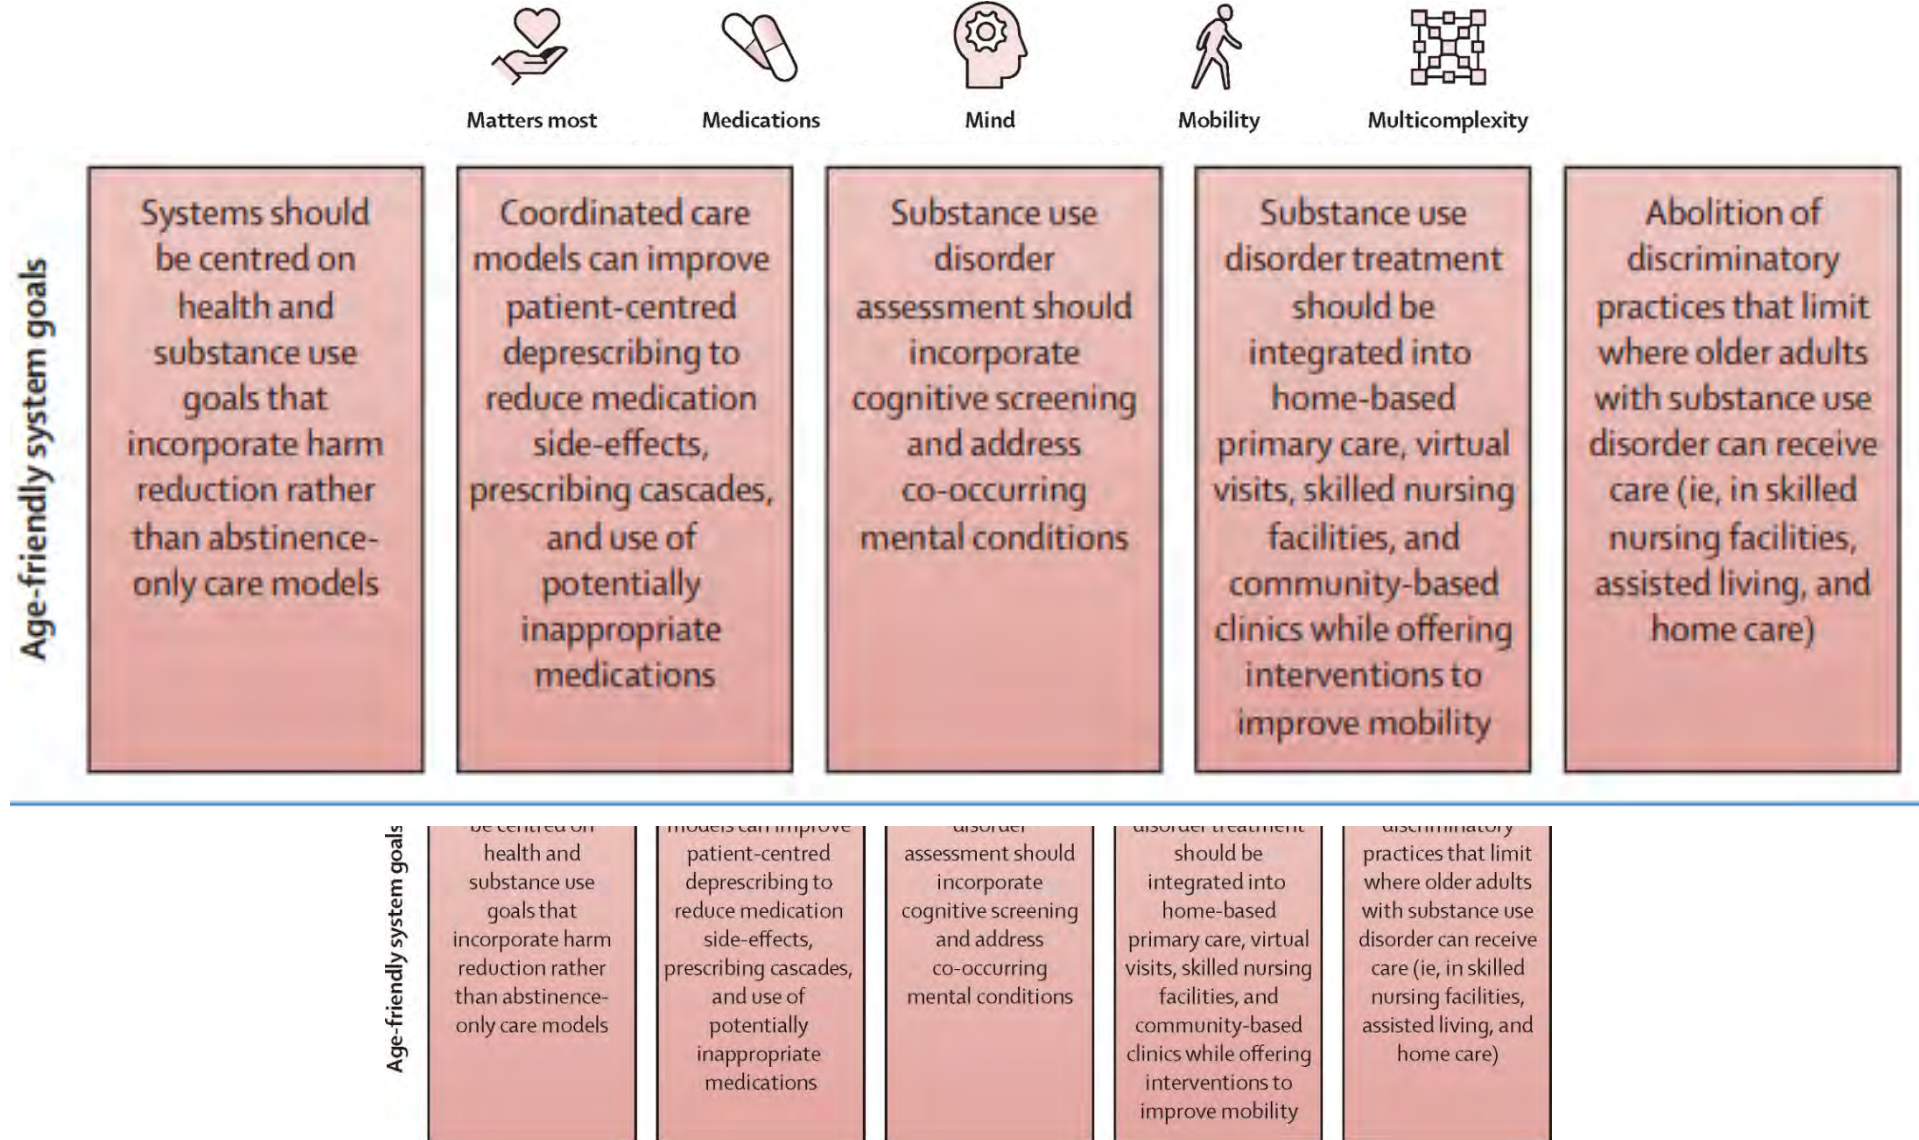 Matters most
Medications
Mind
Mobility
Multicomplexity
Age-friendly system goals
Systems should
be centred on
health and
substance use
goals that
incorporate harm
reduction rather
than abstinence-
only care models
Coordinated care
models can improve
patient-centred
deprescribing to
reduce medication
side-effects,
prescribing cascades,
and use of
potentially
inappropriate
medications
Substance use
disorder
assessment should
incorporate
cognitive screening
and address
co-occurring
mental conditions
Substance use
disorder treatment
should be
integrated into
home-based
primary care, virtual
visits, skilled nursing
facilities, and
community-based
clinics while offering
interventions to
improve mobility
Abolition of
discriminatory
practices that limit
where older adults
with substance use
disorder can receive
care (ie, in skilled
nursing facilities,
assisted living, and
home care)
Age-friendly system goals
be centred on
health and
substance use
goals that
incorporate harm
reduction rather
than abstinence-
only care models
models can improve
patient-centred
deprescribing to
reduce medication
side-effects,
prescribing cascades,
and use of
potentially
inappropriate
medications
disorder
assessment should
incorporate
cognitive screening
and address
co-occurring
mental conditions
disorder treatment
should be
integrated into
home-based
primary care, virtual
visits, skilled nursing
facilities, and
community-based
clinics while offering
interventions to
improve mobility
discriminatory
practices that limit
where older adults
with substance use
disorder can receive
care (ie, in skilled
nursing facilities,
assisted living, and
home care)